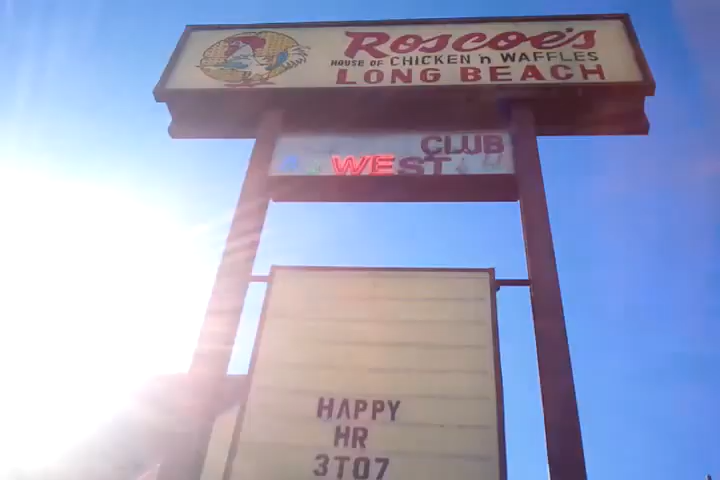 ROSCOE'S
HOUSE OF CHICKEN 'n WAFFLES
LONG BEACH
CLUB
WEST
HAPPY
HR
3TO7